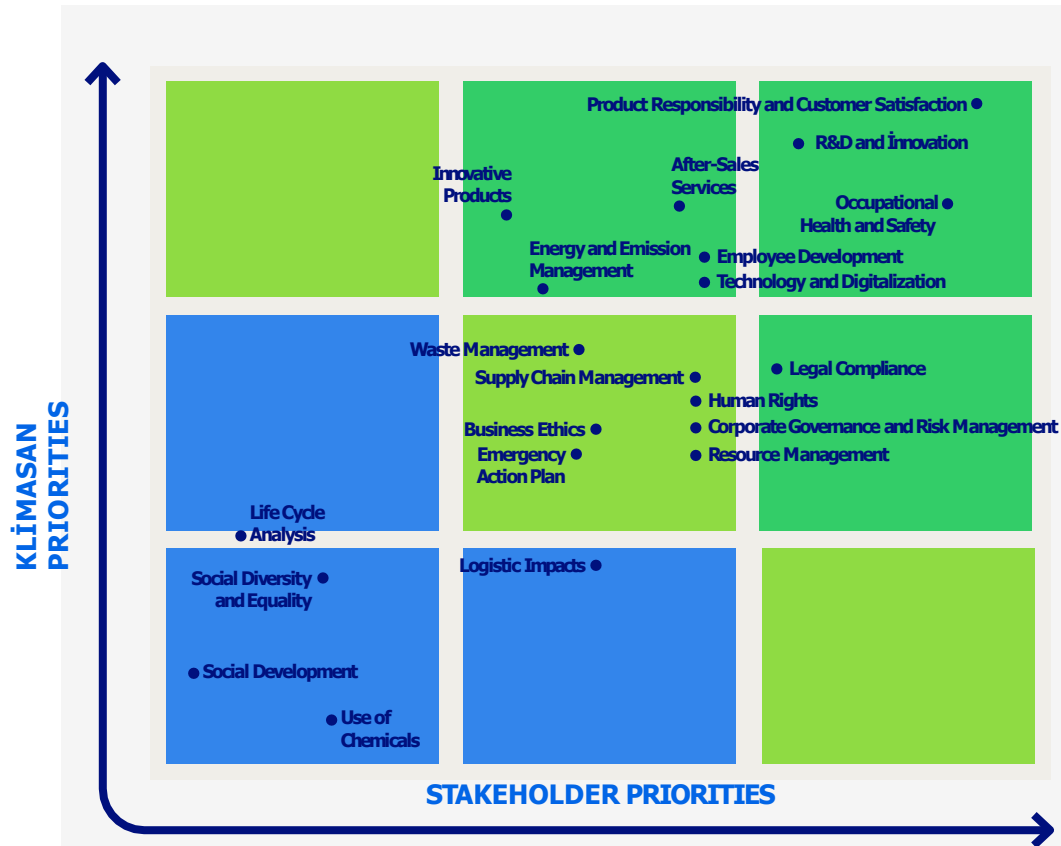 Product Responsibility and Customer Satisfaction
R&D and İnnovation
After-Sales
Services
Innovative
Products
Occupational
Health and Safety
Energy and Emission
Management
Employee Development
Technology and Digitalization
Waste Management
Supply Chain Management
Legal Compliance
Human Rights
Business Ethics
Corporate Governance and Risk Management
Emergency
Action Plan
Resource Management
Life Cycle
Analysis
Logistic Impacts
Social Diversity
and Equality
Social Development
Use of
Chemicals
KLİMASAN
PRIORITIES
STAKEHOLDER PRIORITIES